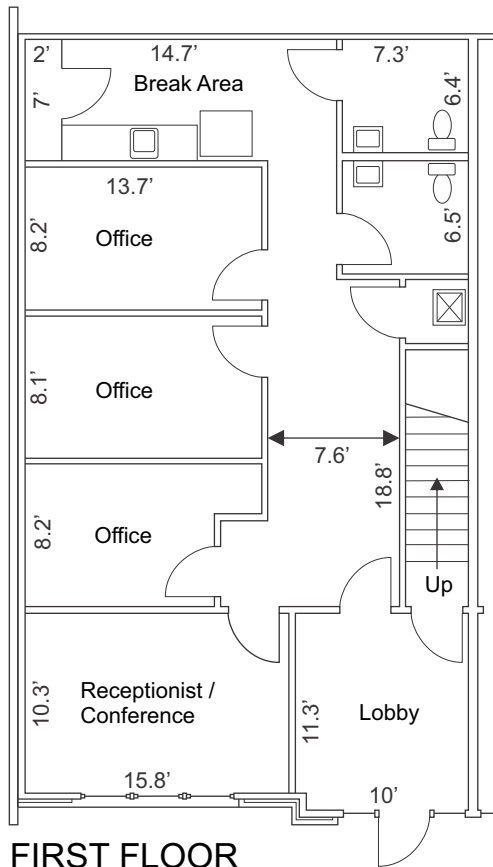 2’
14.7’
7.3’
Break Area
7’
6.4’
13.7’
8.2’
Office
6.5’
8.1’
Office
7.6’
18.8’
8.2’
Office
Up
10.3’
Receptionist /
Conference
11.3’
Lobby
15.8’
10’
FIRST FLOOR